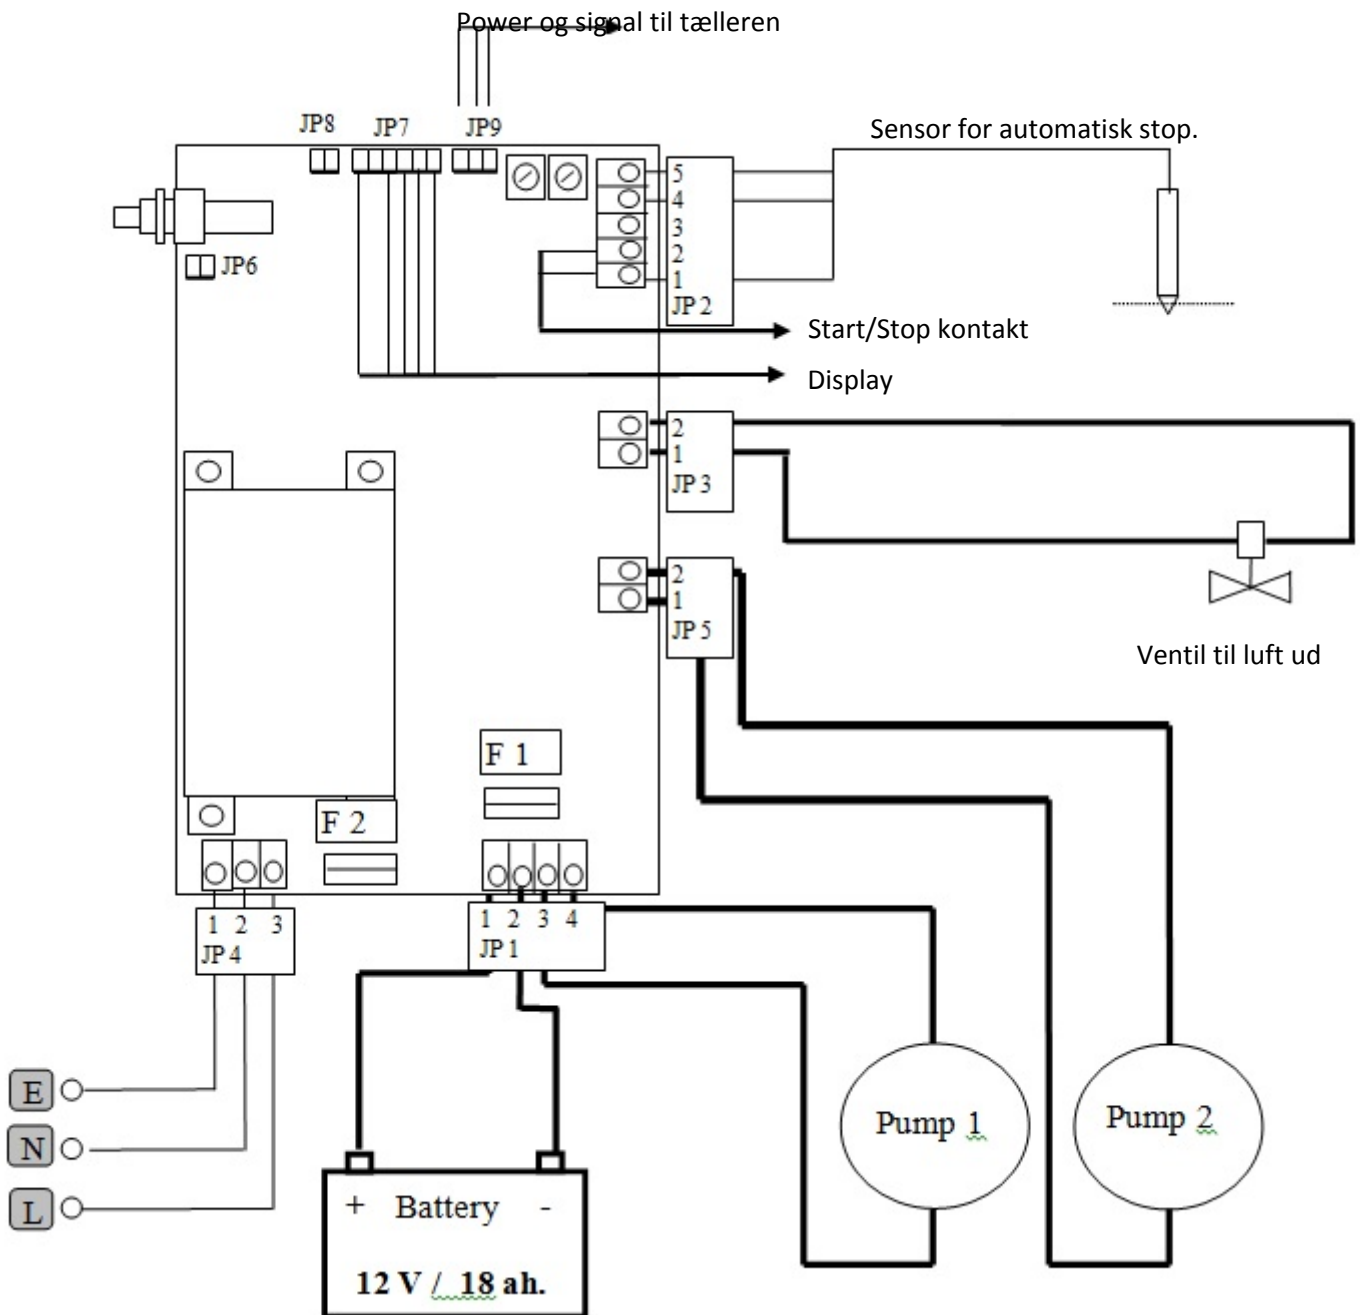 Power og signal til tælleren
JP8 JP7 JP9
Sensor for automatisk stop.
5
4
3
2
1
JP 2
JP6
Start/Stop kontakt
Display
2
1
JP 3
2
1
JP 5
Ventil til luft ud
F 1
F 2
1 2 3
JP 4
1 2 3 4
JP 1
E
N
L
Pump 1
Pump 2
+ Battery -
12 V / 18 ah.